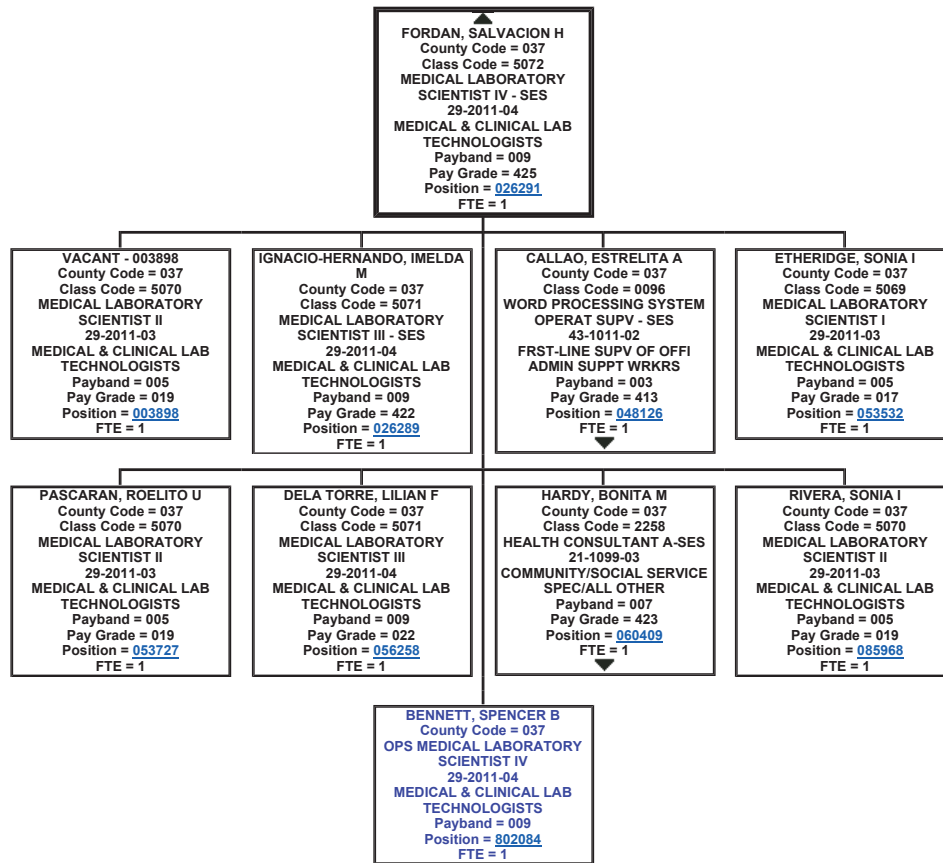 FORDAN, SALVACION H
County Code = 037
Class Code = 5072
MEDICAL LABORATORY
SCIENTIST IV - SES
29-2011-04
MEDICAL & CLINICAL LAB
TECHNOLOGISTS
Payband = 009
Pay Grade = 425
Position = 026291
FTE = 1
VACANT - 003898
County Code = 037
Class Code = 5070
MEDICAL LABORATORY
SCIENTIST II
29-2011-03
MEDICAL & CLINICAL LAB
TECHNOLOGISTS
Payband = 005
Pay Grade = 019
Position = 003898
FTE = 1
IGNACIO-HERNANDO, IMELDA
M
County Code = 037
Class Code = 5071
MEDICAL LABORATORY
SCIENTIST III - SES
29-2011-04
MEDICAL & CLINICAL LAB
TECHNOLOGISTS
Payband = 009
Pay Grade = 422
Position = 026289
FTE = 1
CALLAO, ESTRELITA A
County Code = 037
Class Code = 0096
WORD PROCESSING SYSTEM
OPERAT SUPV - SES
43-1011-02
FRST-LINE SUPV OF OFFI
ADMIN SUPPT WRKRS
Payband = 003
Pay Grade = 413
Position = 048126
FTE = 1
ETHERIDGE, SONIA I
County Code = 037
Class Code = 5069
MEDICAL LABORATORY
SCIENTIST I
29-2011-03
MEDICAL & CLINICAL LAB
TECHNOLOGISTS
Payband = 005
Pay Grade = 017
Position = 053532
FTE = 1
PASCARAN, ROELITO U
County Code = 037
Class Code = 5070
MEDICAL LABORATORY
SCIENTIST II
29-2011-03
MEDICAL & CLINICAL LAB
TECHNOLOGISTS
Payband = 005
Pay Grade = 019
Position = 053727
FTE = 1
DELA TORRE, LILIAN F
County Code = 037
Class Code = 5071
MEDICAL LABORATORY
SCIENTIST III
29-2011-04
MEDICAL & CLINICAL LAB
TECHNOLOGISTS
Payband = 009
Pay Grade = 022
Position = 056258
FTE = 1
HARDY, BONITA M
County Code = 037
Class Code = 2258
HEALTH CONSULTANT A-SES
21-1099-03
COMMUNITY/SOCIAL SERVICE
SPEC/ALL OTHER
Payband = 007
Pay Grade = 423
Position = 060409
FTE = 1
RIVERA, SONIA I
County Code = 037
Class Code = 5070
MEDICAL LABORATORY
SCIENTIST II
29-2011-03
MEDICAL & CLINICAL LAB
TECHNOLOGISTS
Payband = 005
Pay Grade = 019
Position = 085968
FTE = 1
BENNETT, SPENCER B
County Code = 037
OPS MEDICAL LABORATORY
SCIENTIST IV
29-2011-04
MEDICAL & CLINICAL LAB
TECHNOLOGISTS
Payband = 009
Position = 802084
FTE = 1